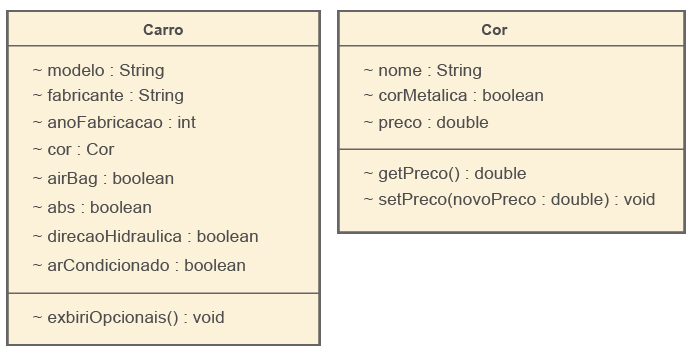 Carro
~ modelo : String
~ fabricante : String
~ anoFabricacao : int
~ cor : Cor
~ airBag : boolean
~ abs : boolean
~ direcaoHidraulica : boolean
~ arCondicionado : boolean
~ exbiriOpcionais() : void
Cor
~ nome : String
~ corMetalica : boolean
~ preco : double
~ getPreco() : double
~ setPreco(novoPreco : double) : void